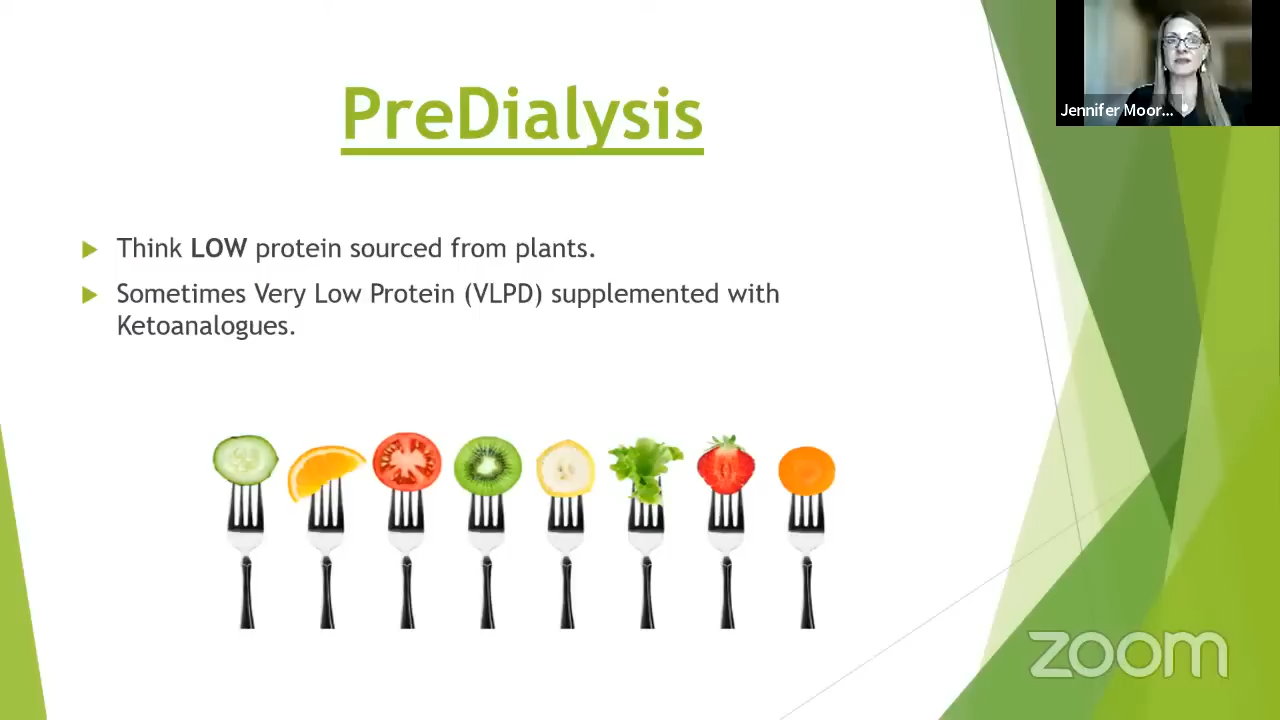 PreDialysis
Think LOW protein sourced from plants.
Sometimes Very Low Protein (VLPD) supplemented with
Ketoanalogues.
Jennifer Moor...
zoom